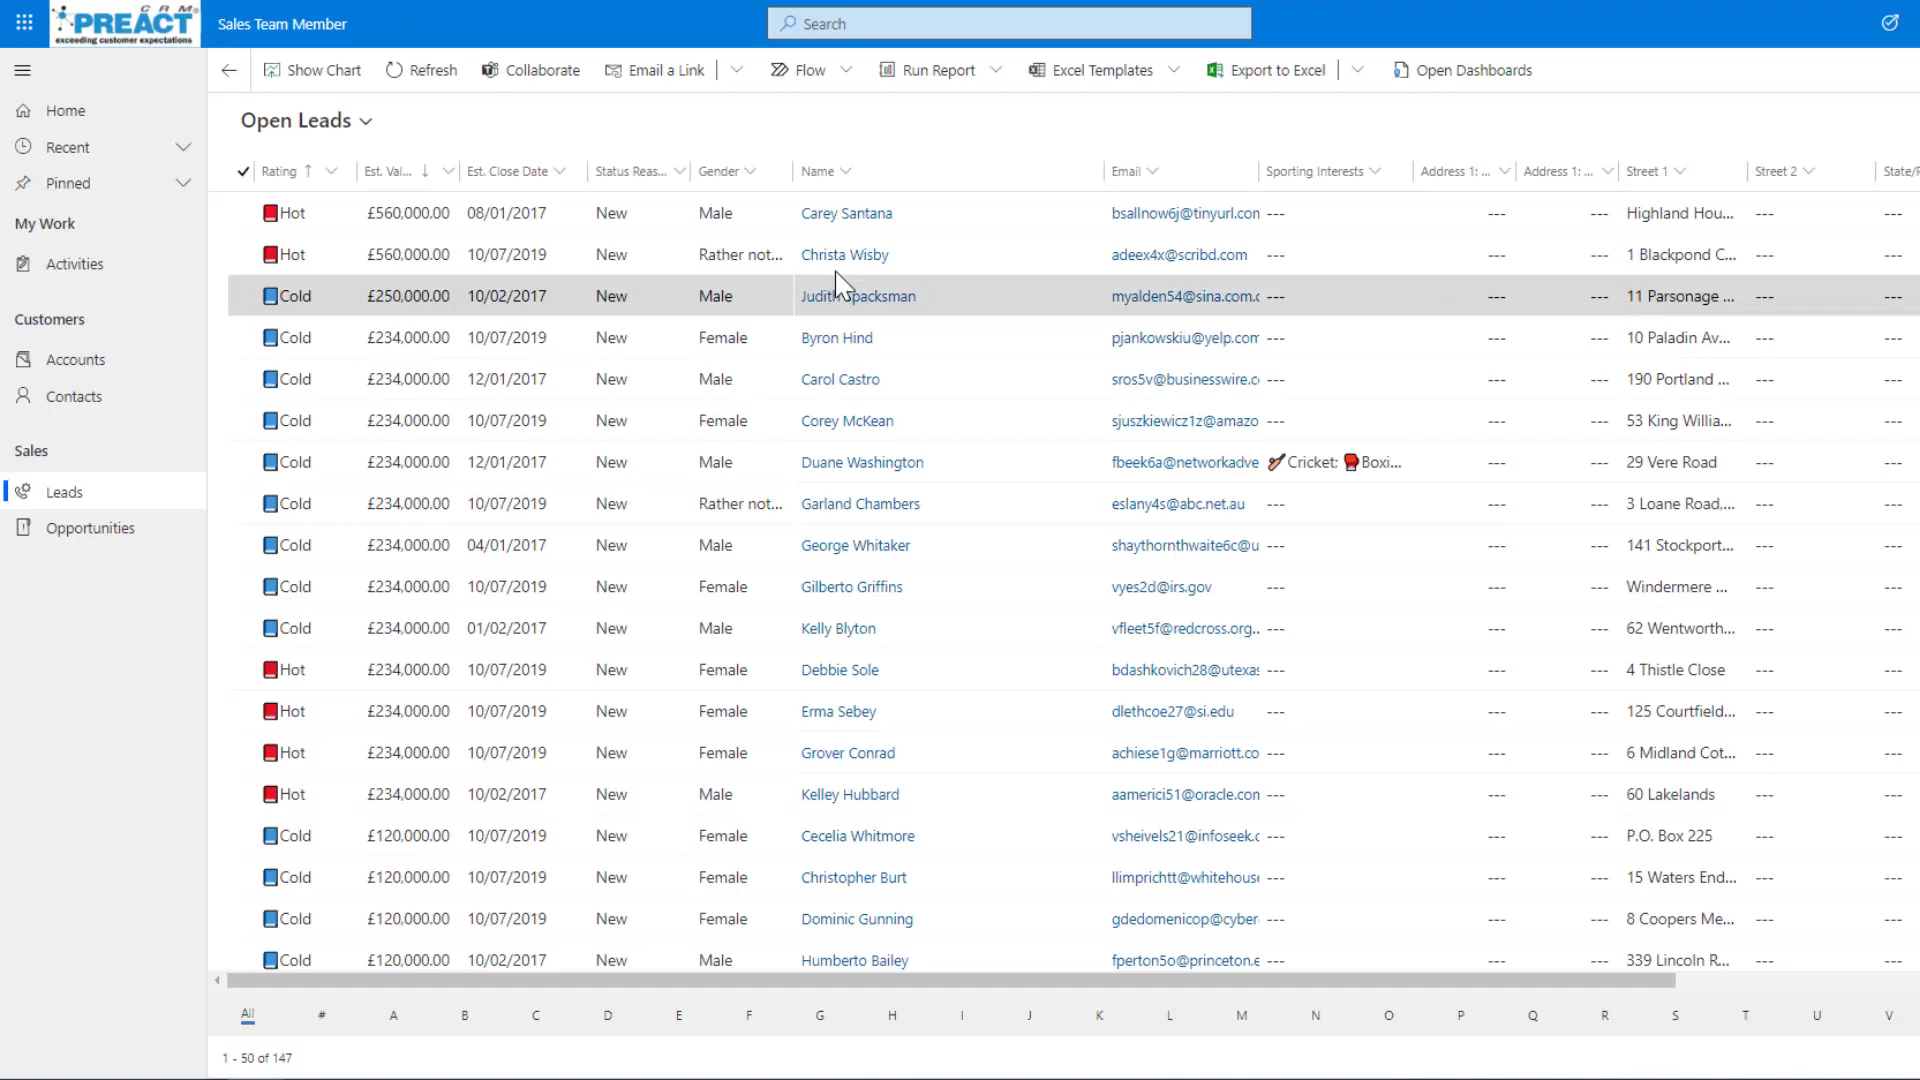 CRM
PREACT
exceeding customer expectations
Sales Team Member
Search
Show Chart Refresh Collaborate Email a Link Flow Run Report Excel Templates Export to Excel Open Dashboards
Home
Recent
Pinned
My Work
Activities
Customers
Accounts
Contacts
Sales
Leads
Opportunities
Open Leads
Rating Est. Val... Est. Close Date Status Reas... Gender Name Email Sporting Interests Address 1: ... Address 1: ... Street 1 Street 2 State/P
Hot £560,000.00 08/01/2017 New Male Carey Santana bsallnow6j@tinyurl.con --- --- --- Highland Hou... --- ---
Hot £560,000.00 10/07/2019 New Rather not... Christa Wisby adeex4x@scribd.com --- --- --- 1 Blackpond C... --- ---
Cold £250,000.00 10/02/2017 New Male Judith Spacksman myalden54@sina.com.c --- --- --- 11 Parsonage ... --- ---
Cold £234,000.00 10/07/2019 New Female Byron Hind pjankowskiu@yelp.com --- --- --- 10 Paladin Av... --- ---
Cold £234,000.00 12/01/2017 New Male Carol Castro sros5v@businesswire.c --- --- --- 190 Portland ... --- ---
Cold £234,000.00 10/07/2019 New Female Corey McKean sjuszkiewicz1z@amazo --- --- --- 53 King Willia... --- ---
Cold £234,000.00 12/01/2017 New Male Duane Washington fbeek6a@networkadve Cricket; Boxi... --- --- 29 Vere Road --- ---
Cold £234,000.00 10/07/2019 New Rather not... Garland Chambers eslany4s@abc.net.au --- --- --- 3 Loane Road,... --- ---
Cold £234,000.00 04/01/2017 New Male George Whitaker shaythornthwaite6c@u --- --- --- 141 Stockport... --- ---
Cold £234,000.00 10/07/2019 New Female Gilberto Griffins vyes2d@irs.gov --- --- --- Windermere ... --- ---
Cold £234,000.00 01/02/2017 New Male Kelly Blyton vfleet5f@redcross.org.. --- --- --- 62 Wentworth... --- ---
Hot £234,000.00 10/07/2019 New Female Debbie Sole bdashkovich28@utexas --- --- --- 4 Thistle Close --- ---
Hot £234,000.00 10/07/2019 New Female Erma Sebey dlethcoe27@si.edu --- --- --- 125 Courtfield... --- ---
Hot £234,000.00 10/07/2019 New Female Grover Conrad achiese1g@marriott.co --- --- --- 6 Midland Cot... --- ---
Hot £234,000.00 10/02/2017 New Male Kelley Hubbard aamerici51@oracle.con --- --- --- 60 Lakelands --- ---
Cold £120,000.00 10/07/2019 New Female Cecelia Whitmore vsheivels21@infoseek.c --- --- --- P.O. Box 225 --- ---
Cold £120,000.00 10/07/2019 New Female Christopher Burt llimprichtt@whitehouse --- --- --- 15 Waters End... --- ---
Cold £120,000.00 10/07/2019 New Female Dominic Gunning gdedomenicop@cyber --- --- --- 8 Coopers Me... --- ---
Cold £120,000.00 10/02/2017 New Male Humberto Bailey fperton5o@princeton.e --- --- --- 339 Lincoln R... --- ---
All # A B C D E F G H I J K L M N O P Q R S T U V
1 - 50 of 147